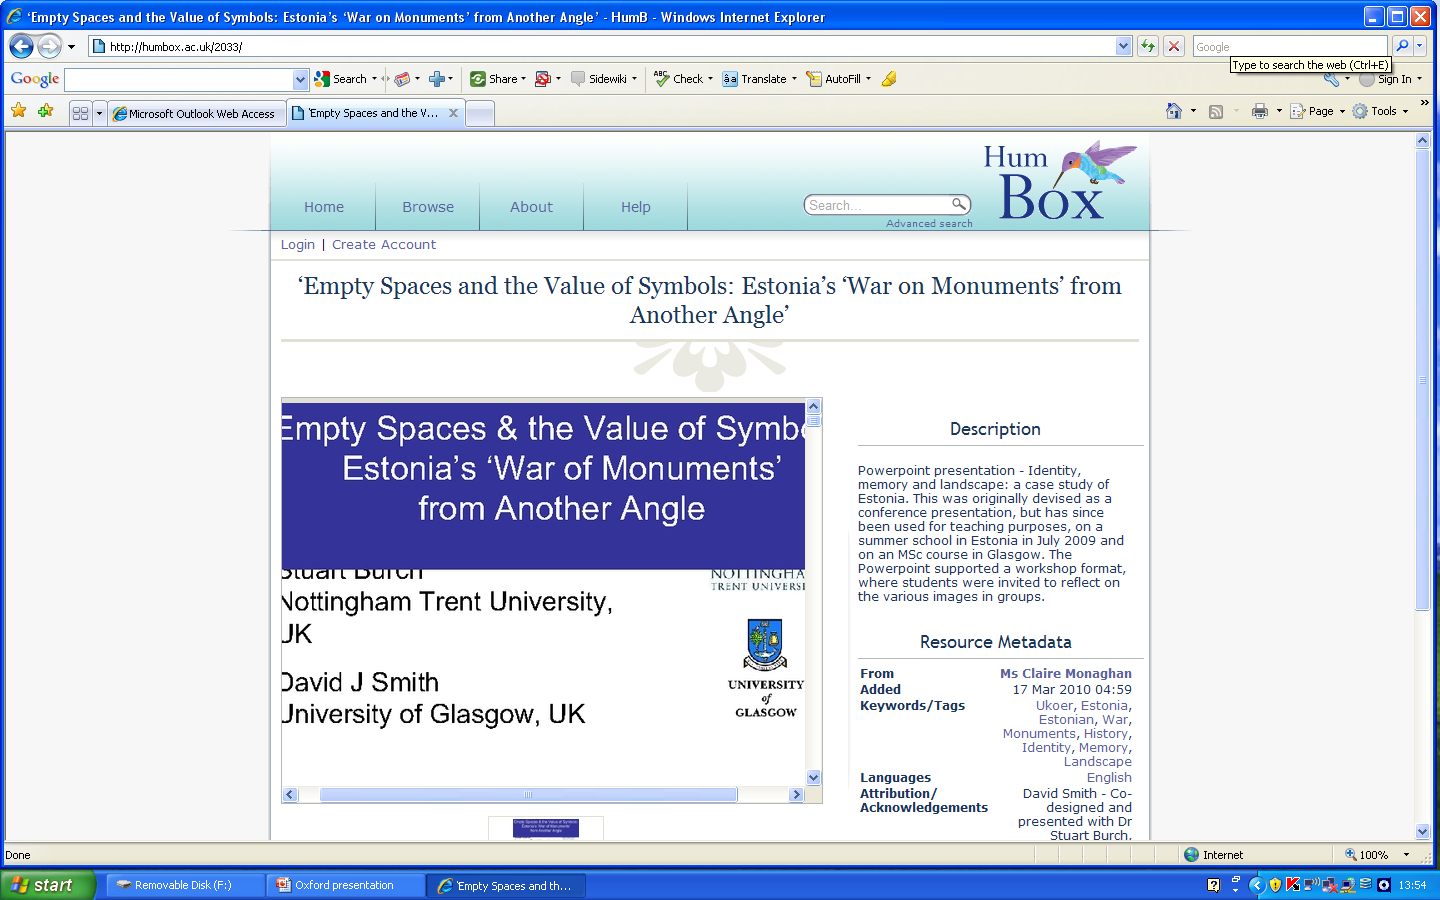 ‘Empty Spaces and the Value of Symbols: Estonia’s ‘War on Monuments’ from Another Angle’ - HumB - Windows Internet Explorer
http://humbox.ac.uk/2033/
Google
Type to search the web (Ctrl+E)
Google Search Share Sidewiki Check Translate AutoFill Sign In
Microsoft Outlook Web Access
‘Empty Spaces and the V...
Page Tools
Hum
Box
Home Browse About Help
Search...
Advanced search
Login | Create Account
‘Empty Spaces and the Value of Symbols: Estonia’s ‘War on Monuments’ from
Another Angle’
Empty Spaces & the Value of Symbo
Estonia’s ‘War of Monuments’
from Another Angle
Stuart Burch
Nottingham Trent University,
UK
NOTTINGHAM
TRENT UNIVERSI
David J Smith
University of Glasgow, UK
UNIVERSITY
of
GLASGOW
Description
Powerpoint presentation - Identity,
memory and landscape: a case study of
Estonia. This was originally devised as a
conference presentation, but has since
been used for teaching purposes, on a
summer school in Estonia in July 2009 and
on an MSc course in Glasgow. The
Powerpoint supported a workshop format,
where students were invited to reflect on
the various images in groups.
Resource Metadata
From Ms Claire Monaghan
Added 17 Mar 2010 04:59
Keywords/Tags Ukoer, Estonia,
Estonian, War,
Monuments, History,
Identity, Memory,
Landscape
Languages English
Attribution/ David Smith - Co-
Acknowledgements designed and
presented with Dr
Stuart Burch.
Done
Internet
100%
start
Removable Disk (F:)
Oxford presentation
‘Empty Spaces and th...
13:54